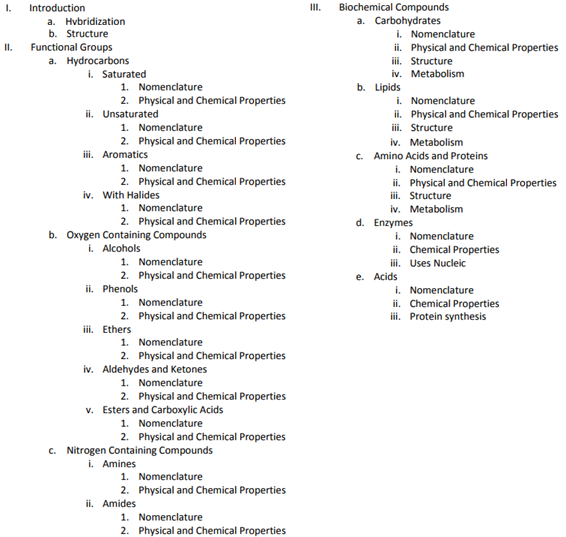 I. Introduction
a. Hvbridization
b. Structure
II. Functional Groups
a. Hydrocarbons
i. Saturated
1. Nomenclature
2. Physical and Chemical Properties
ii. Unsaturated
1. Nomenclature
2. Physical and Chemical Properties
iii. Aromatics
1. Nomenclature
2. Physical and Chemical Properties
iv. With Halides
1. Nomenclature
2. Physical and Chemical Properties
b. Oxygen Containing Compounds
i. Alcohols
1. Nomenclature
2. Physical and Chemical Properties
ii. Phenols
1. Nomenclature
2. Physical and Chemical Properties
iii. Ethers
1. Nomenclature
2. Physical and Chemical Properties
iv. Aldehydes and Ketones
1. Nomenclature
2. Physical and Chemical Properties
v. Esters and Carboxylic Acids
1. Nomenclature
2. Physical and Chemical Properties
c. Nitrogen Containing Compounds
i. Amines
1. Nomenclature
2. Physical and Chemical Properties
ii. Amides
1. Nomenclature
2. Physical and Chemical Properties
III. Biochemical Compounds
a. Carbohydrates
i. Nomenclature
ii. Physical and Chemical Properties
iii. Structure
iv. Metabolism
b. Lipids
i. Nomenclature
ii. Physical and Chemical Properties
iii. Structure
iv. Metabolism
c. Amino Acids and Proteins
i. Nomenclature
ii. Physical and Chemical Properties
iii. Structure
iv. Metabolism
d. Enzymes
i. Nomenclature
ii. Chemical Properties
iii. Uses Nucleic
e. Acids
i. Nomenclature
ii. Chemical Properties
iii. Protein synthesis